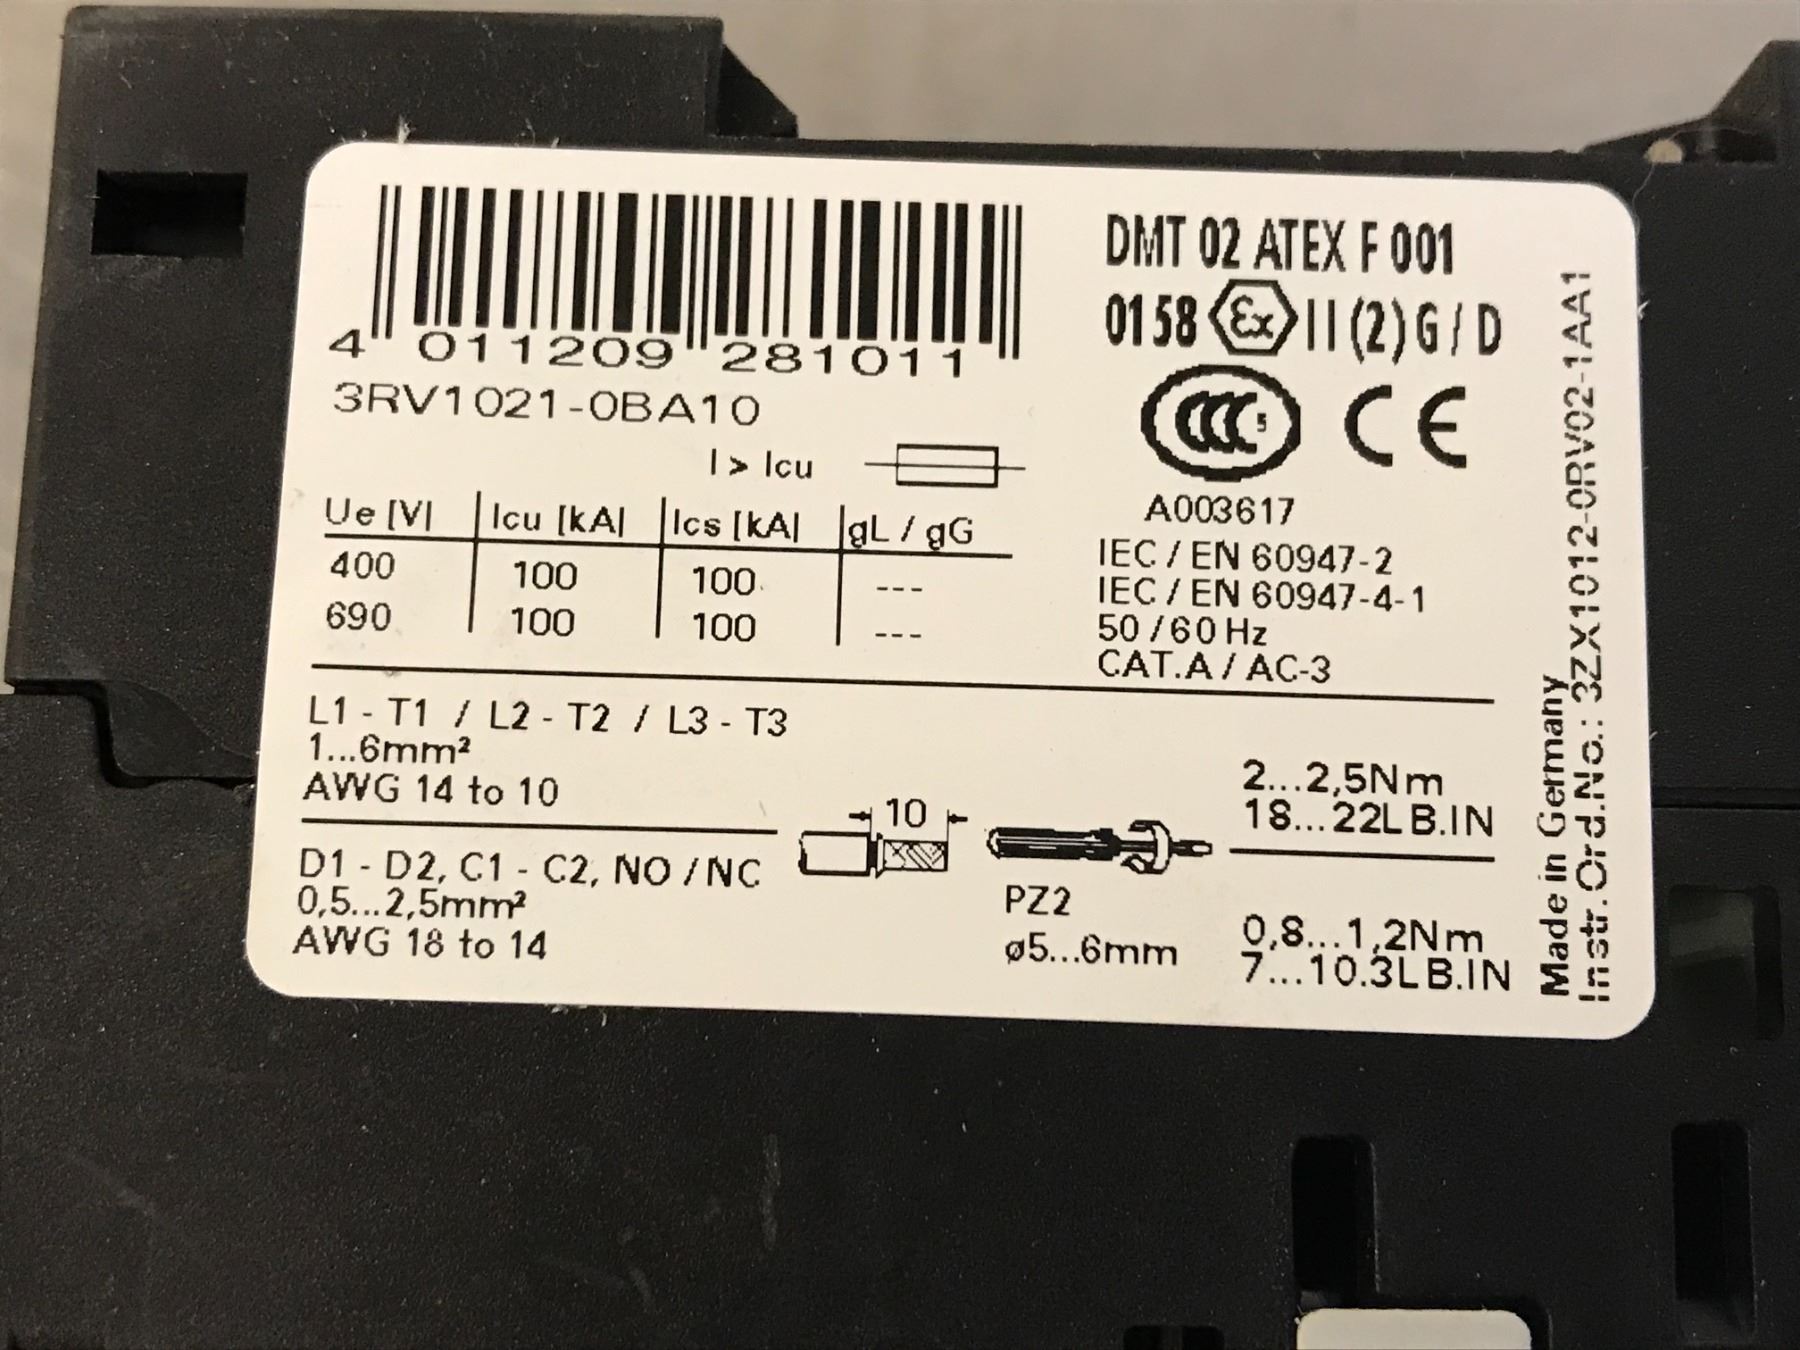 4 011209 281011
3RV1021-0BA10
I > Icu
Ue [V] Icu [kA] Ics [kA] gL / gG
400 100 100 ---
690 100 100 ---
DMT 02 ATEX F 001
0158 Ex II (2) G / D
CCC S CE
A003617
IEC / EN 60947-2
IEC / EN 60947-4-1
50 / 60 Hz
CAT.A / AC-3
L1 - T1 / L2 - T2 / L3 - T3
1...6mm²
AWG 14 to 10
D1 - D2, C1 - C2, NO / NC
0,5...2,5mm²
AWG 18 to 14
10
PZ2
ø5...6mm
2...2,5Nm
18...22LB.IN
0,8...1,2Nm
7...10.3LB.IN
Made in Germany
Instr.Ord.No.: 3ZX1012-0RV02-1AA1